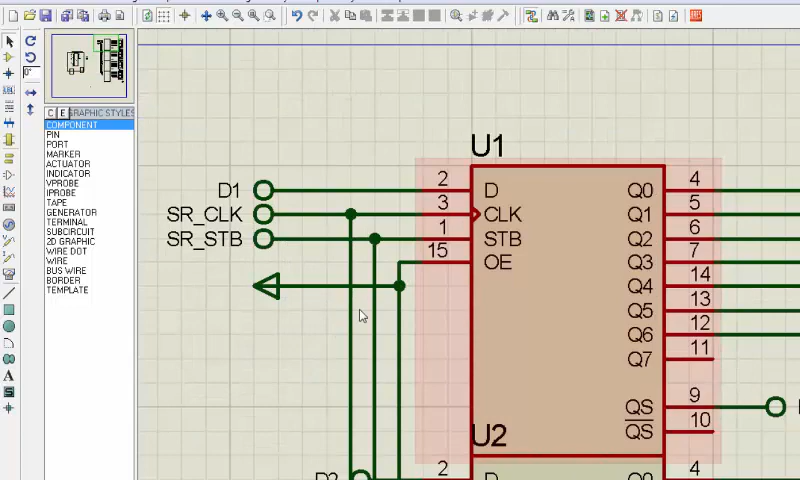 0°
C E GRAPHIC STYLES
COMPONENT
PIN
PORT
MARKER
ACTUATOR
INDICATOR
VPROBE
IPROBE
TAPE
GENERATOR
TERMINAL
SUBCIRCUIT
2D GRAPHIC
WIRE DOT
WIRE
BUS WIRE
BORDER
TEMPLATE
A
U1
D1 2 D Q0 4
SR_CLK 3 CLK Q1 5
SR_STB 1 STB Q2 6
15 OE Q3 7
Q4 14
Q5 13
Q6 12
Q7 11
QS 9
QS 10
U2
D2 2 D Q0 4